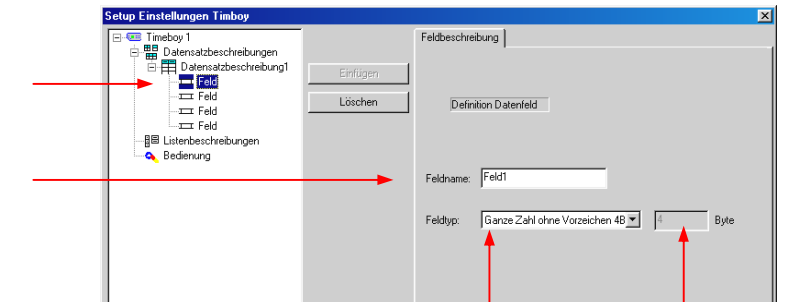 Setup Einstellungen Timboy
Timeboy 1
Datensatzbeschreibungen
Datensatzbeschreibung1
Feld
Feld
Feld
Feld
Listenbeschreibungen
Bedienung
Einfügen
Löschen
Feldbeschreibung
Definition Datenfeld
Feldname: Feld1
Feldtyp: Ganze Zahl ohne Vorzeichen 4B 4 Byte